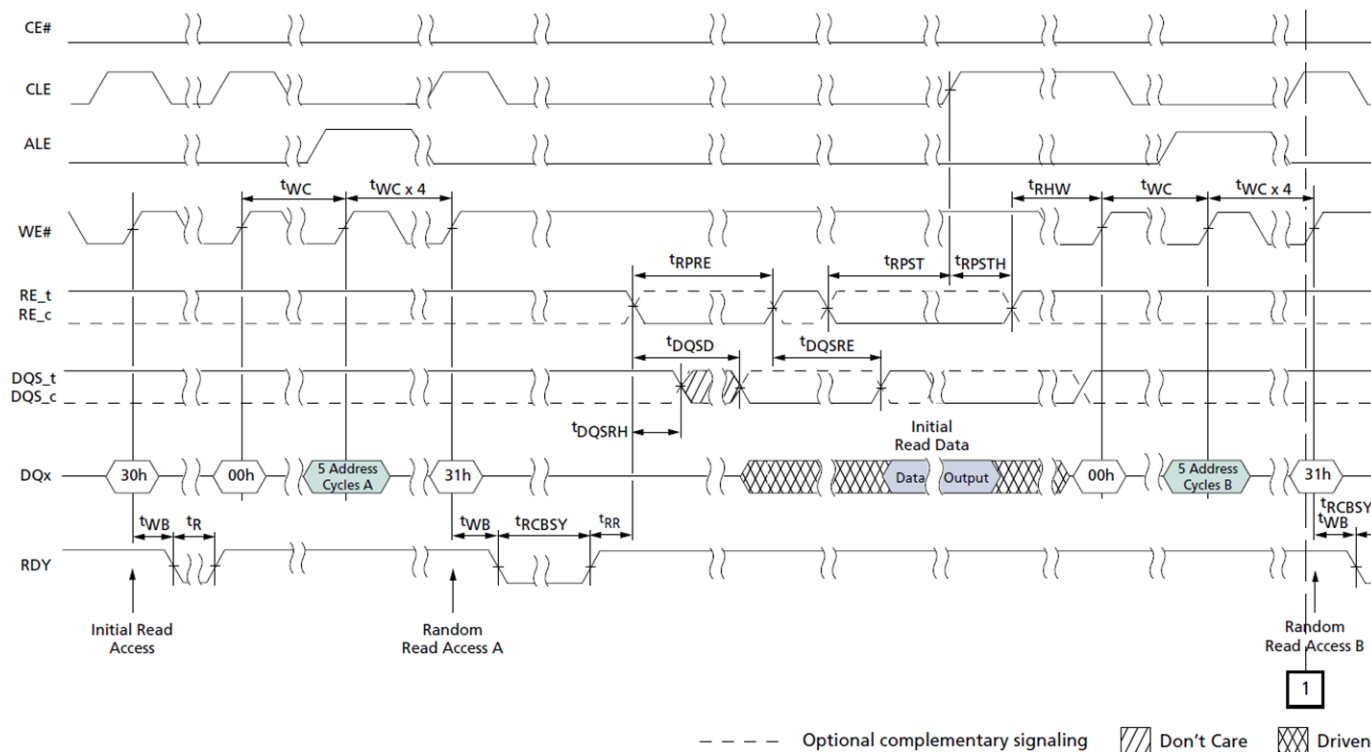 CE#
CLE
ALE
tWC tWC x 4 tRHW tWC tWC x 4
WE#
tRPRE tRPST tRPSTH
RE_t
RE_c
tDQSD tDQSRE
DQS_t
DQS_c
tDQSRH
Initial
Read Data
DQx 30h 00h 5 Address Cycles A 31h Data Output 00h 5 Address Cycles B 31h
tWB tR tWB tRCBSY tRR tRCBSY
tWB
RDY
Initial Read
Access
Random
Read Access A
Random
Read Access B
1
Optional complementary signaling Don't Care Driven